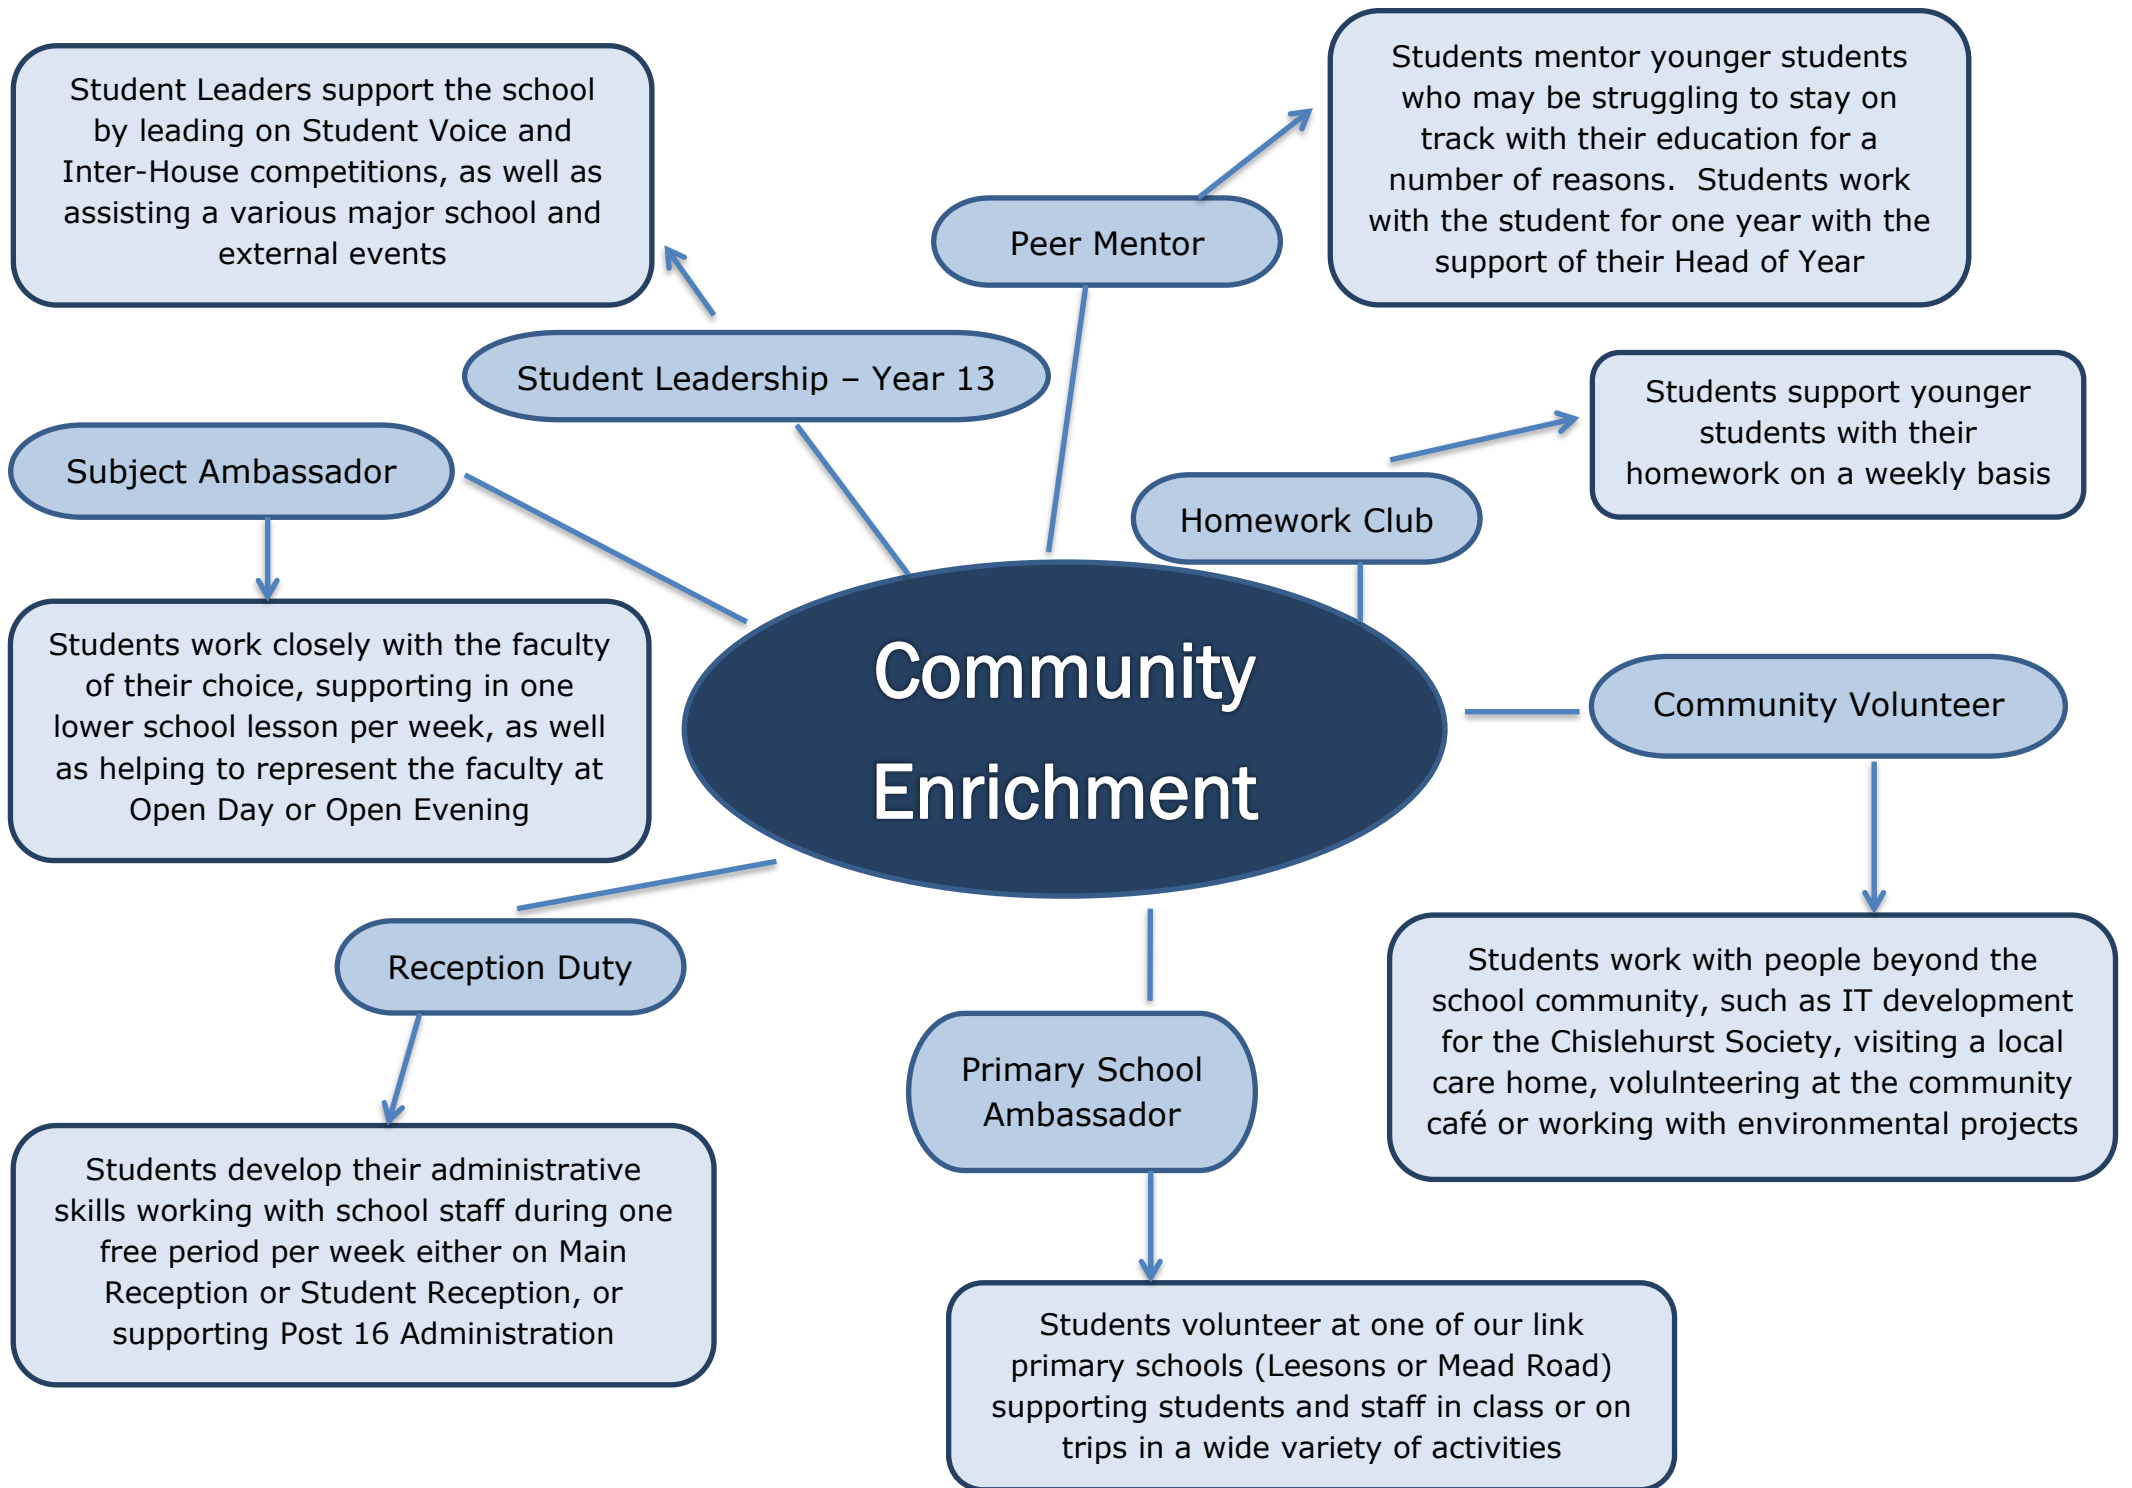 Student Leaders support the school
by leading on Student Voice and
Inter-House competitions, as well as
assisting a various major school and
external events
Students mentor younger students
who may be struggling to stay on
track with their education for a
number of reasons.  Students work
with the student for one year with the
support of their Head of Year
Peer Mentor
Student Leadership – Year 13
Students support younger
students with their
homework on a weekly basis
Subject Ambassador
Homework Club
Students work closely with the faculty
of their choice, supporting in one
lower school lesson per week, as well
as helping to represent the faculty at
Open Day or Open Evening
Community
Enrichment
Community Volunteer
Reception Duty
Students work with people beyond the
school community, such as IT development
for the Chislehurst Society, visiting a local
care home, volulnteering at the community
café or working with environmental projects
Primary School
Ambassador
Students develop their administrative
skills working with school staff during one
free period per week either on Main
Reception or Student Reception, or
supporting Post 16 Administration
Students volunteer at one of our link
primary schools (Leesons or Mead Road)
supporting students and staff in class or on
trips in a wide variety of activities